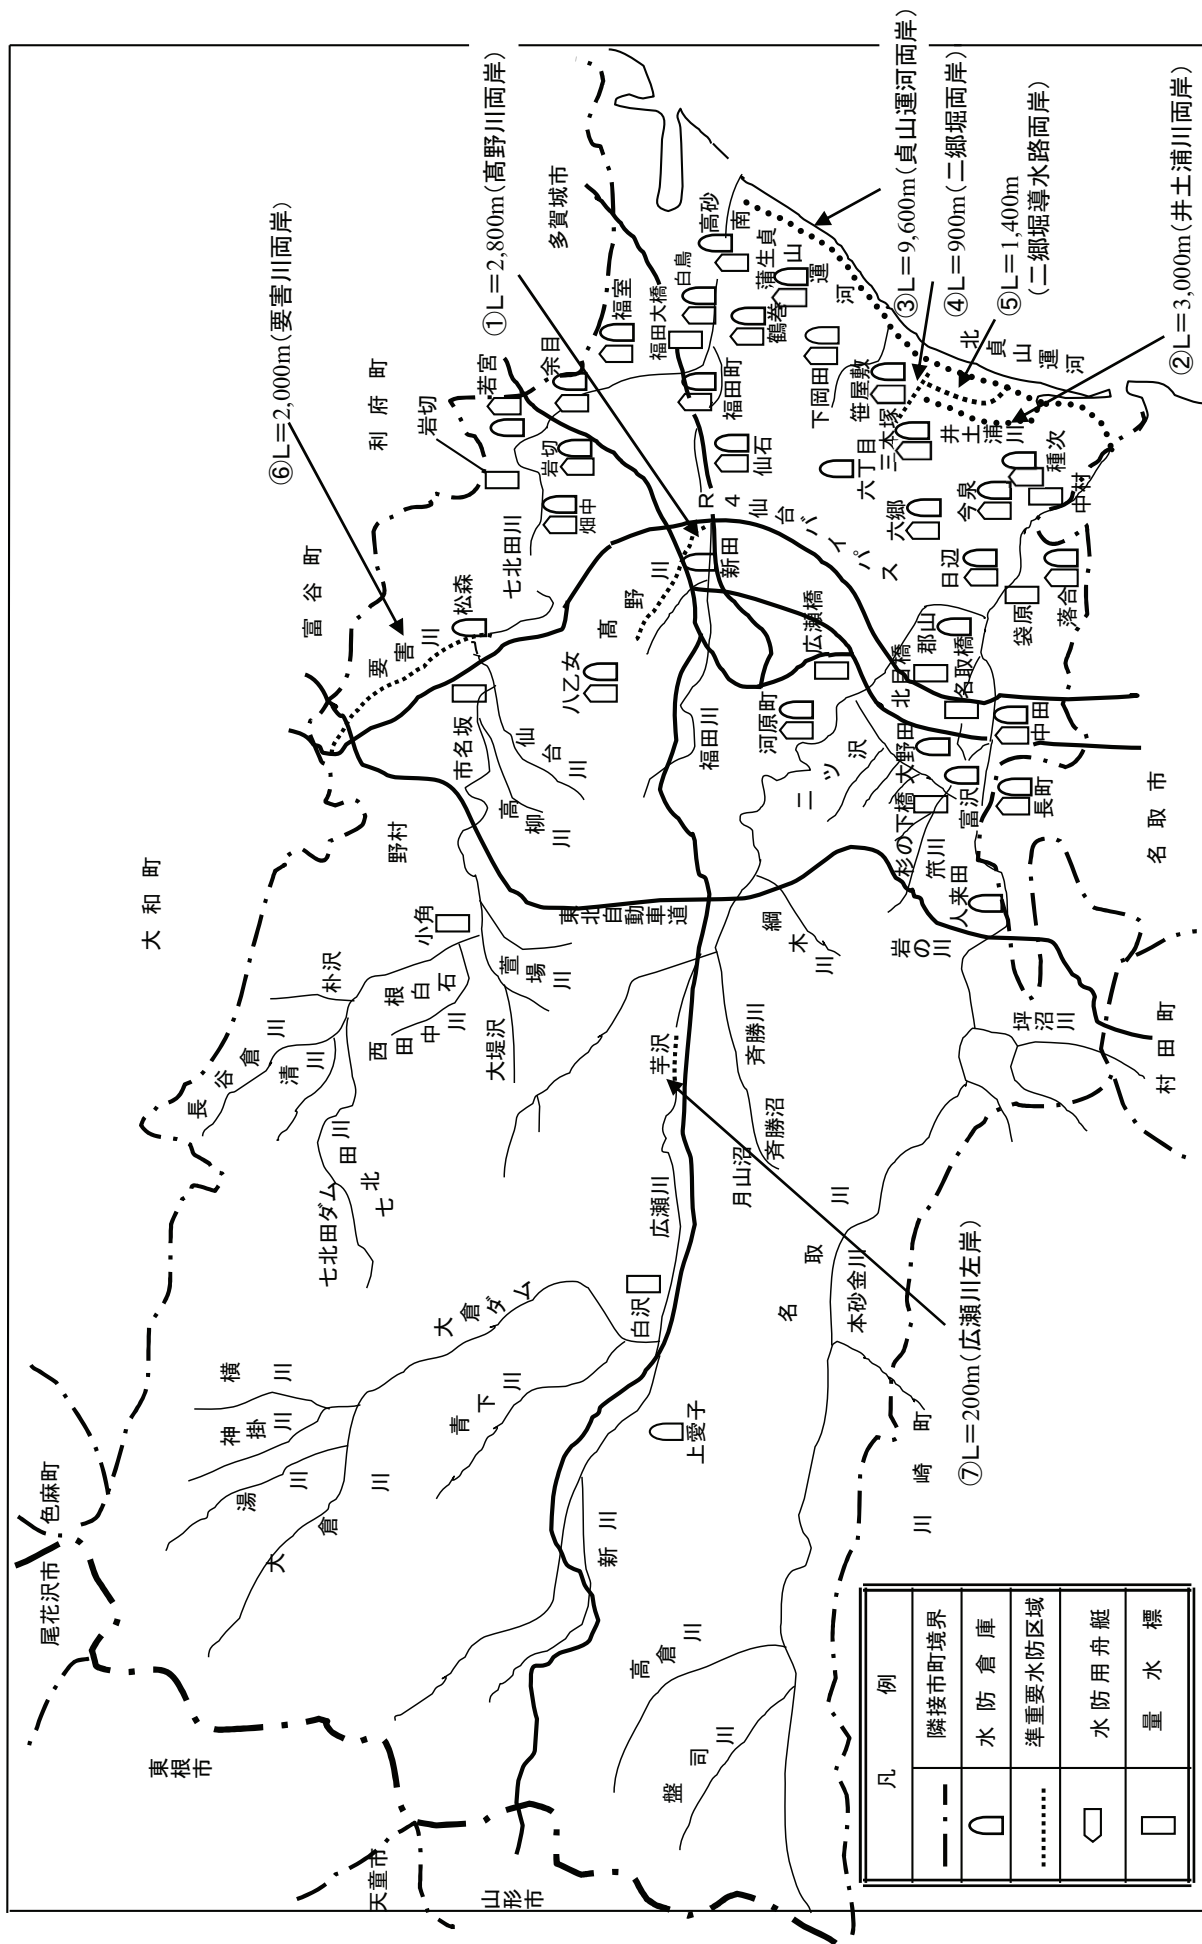 ①L＝2,800m（高野川両岸）
②L＝3,000m（井土浦川両岸）
③L＝9,600m（貞山運河両岸）
④L＝900m（二郷堀両岸）
⑤L＝1,400m
（二郷堀導水路両岸）
⑥L＝2,000m（要害川両岸）
⑦L＝200m（広瀬川左岸）
尾花沢市
色麻町
大和町
富谷町
利府町
多賀城市
東根市
天童市
山形市
川崎町
村田町
名取市
横川
神掛川
湯川
大倉川
大倉ダム
青下川
新川
高倉川
盤司川
上愛子
白沢
広瀬川
芋沢
月山沼
斉勝沼
斉勝川
名取川
本砂金川
坪沼川
長谷倉川
清川
朴沢
七北田ダム
七北田川
西田中川
根白石
大堤沢
萱場川
小角
野村
東北自動車道
高柳川
仙台川
市名坂
要害川
松森
七北田川
八乙女
福田川
高野川
新田
河原町
広瀬橋
二ツ沢
綱木川
岩の川
人来田
笊川
杉の下橋
大野田
富沢
長町
中田
名取橋
北目橋
郡山
袋原
日辺
落合
中村
種次
今泉
六郷
六丁目
三本塚
井土浦川
笹屋敷
下岡田
北貞山運河
南貞山運河
蒲生
高砂
白鳥
鶴巻
福田大橋
福田町
福室
仙石
余目
若宮
岩切
岩切
畑中
R4仙台バイパス
凡例
隣接市町境界
水防倉庫
準重要水防区域
水防用舟艇
量水標